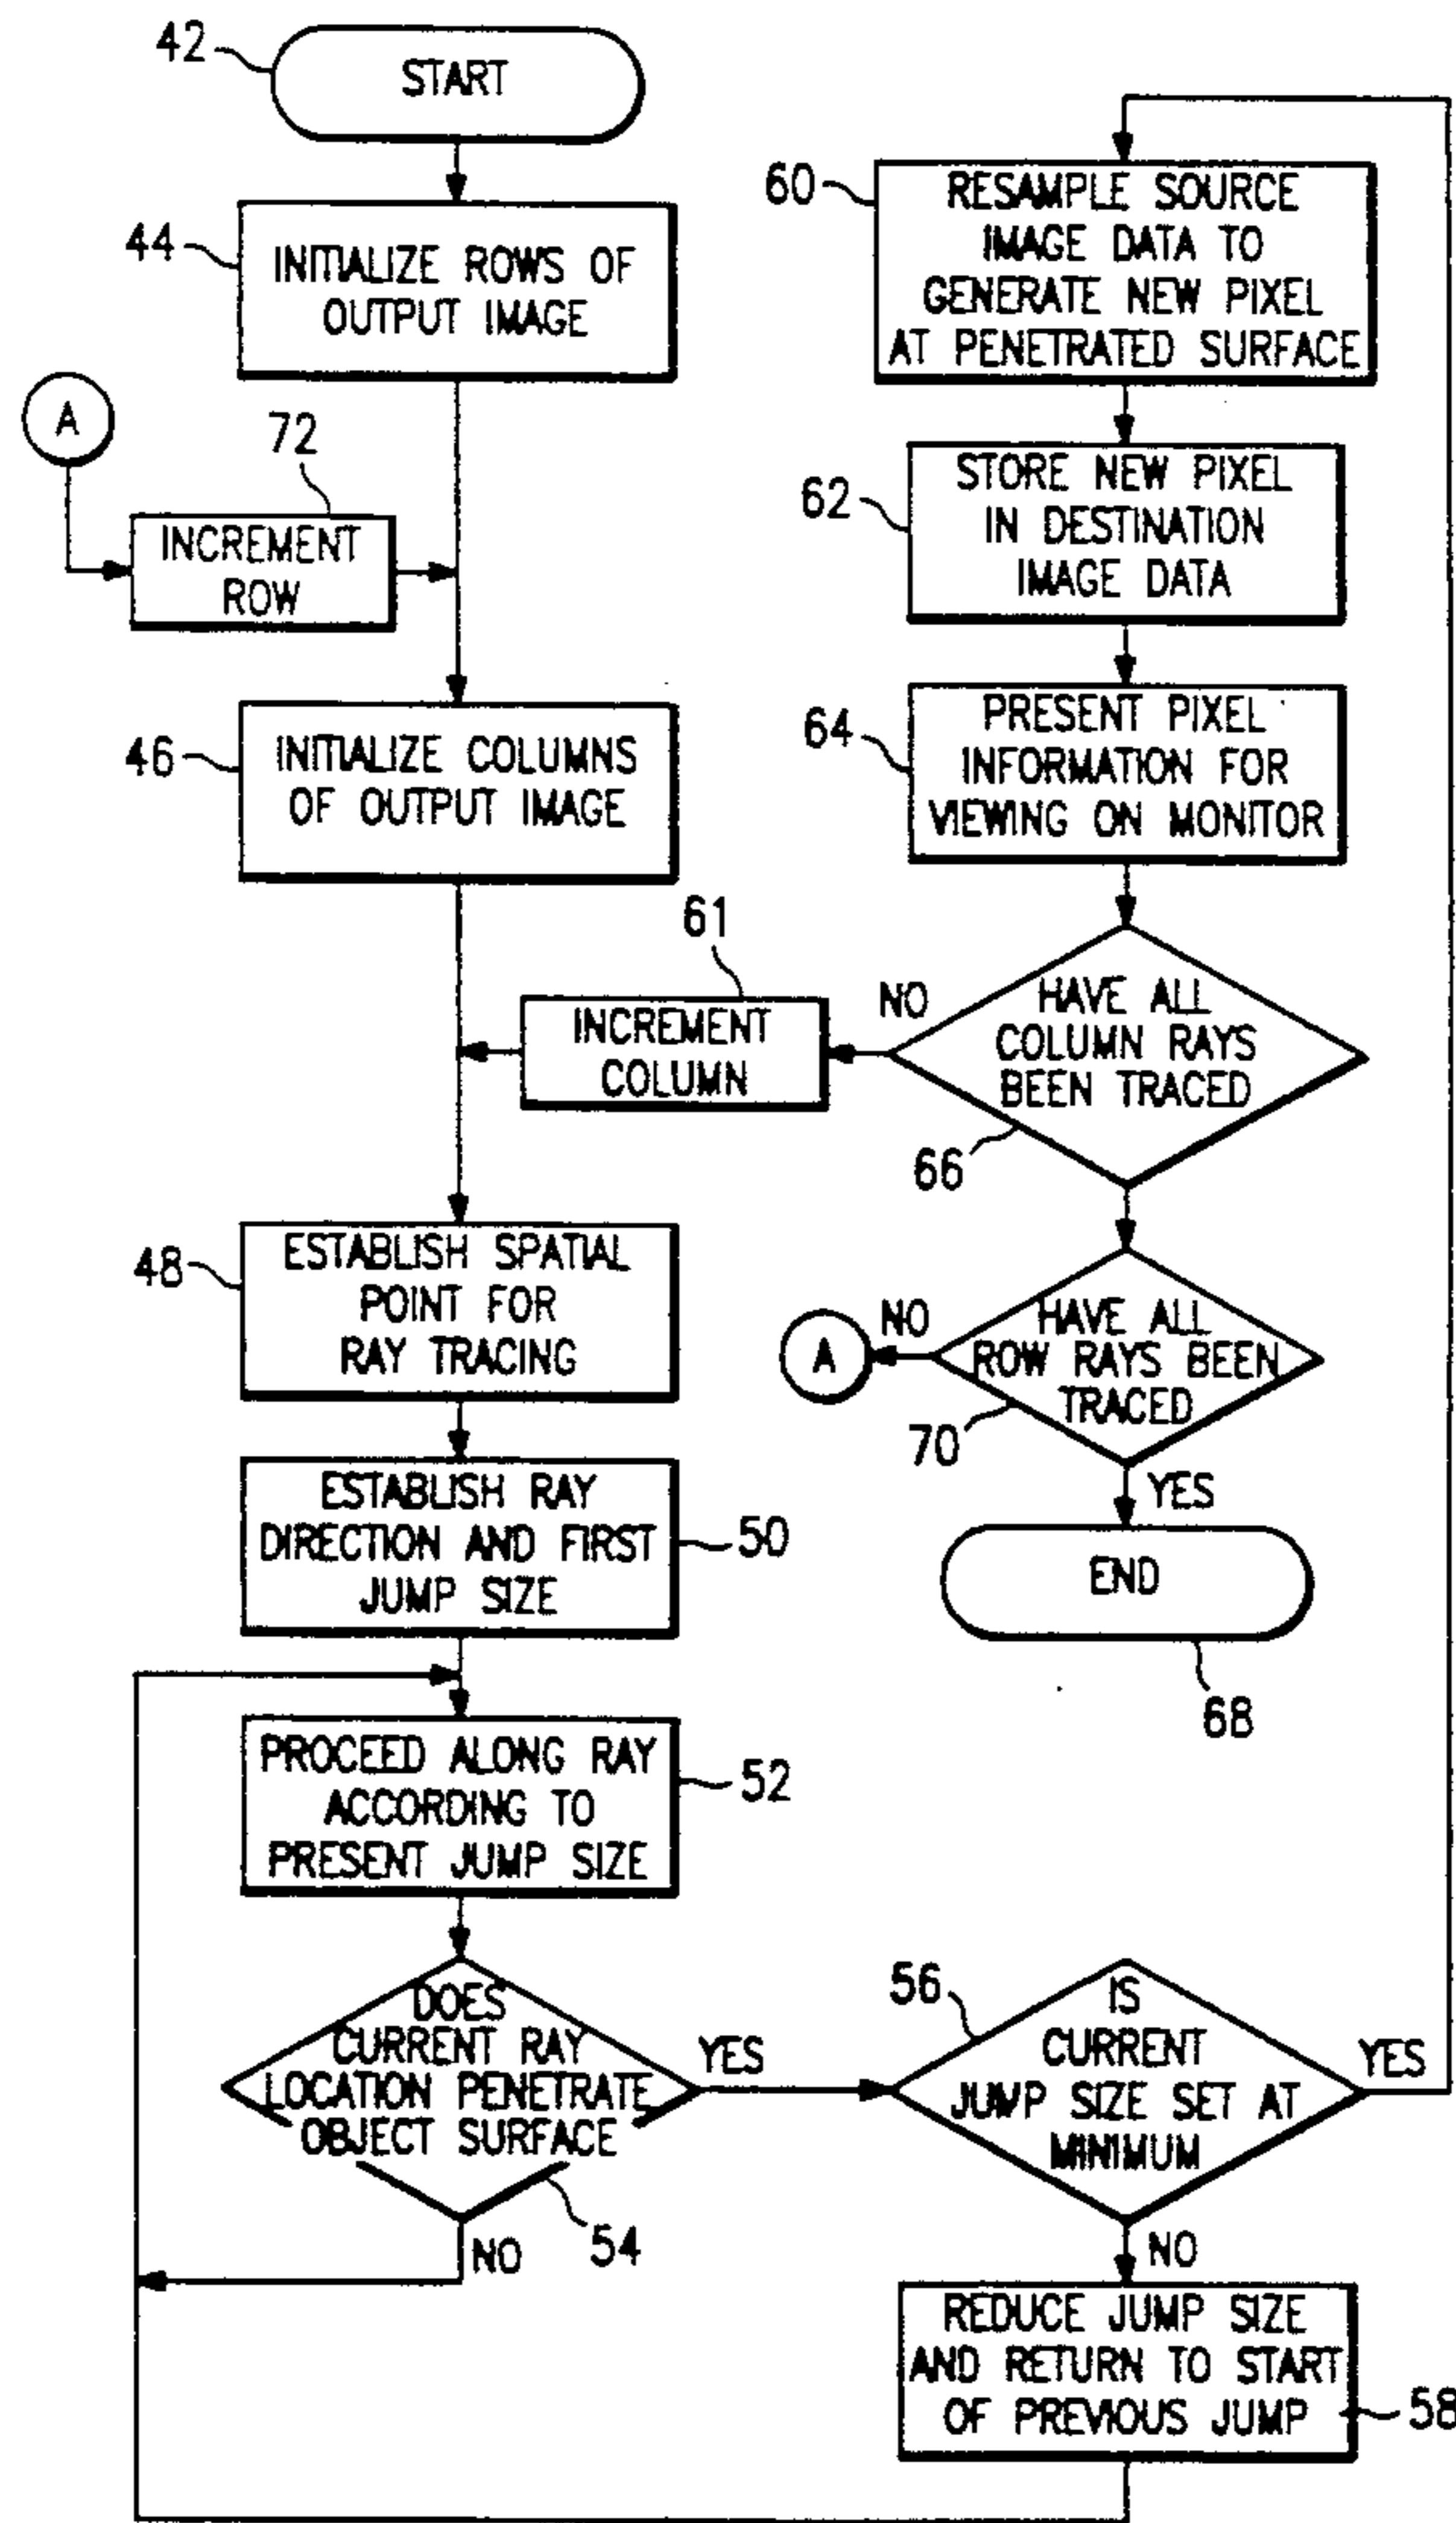 42
START
44
INITIALIZE ROWS OF
OUTPUT IMAGE
A
72
INCREMENT
ROW
46
INITIALIZE COLUMNS
OF OUTPUT IMAGE
61
INCREMENT
COLUMN
48
ESTABLISH SPATIAL
POINT FOR
RAY TRACING
ESTABLISH RAY
DIRECTION AND FIRST
JUMP SIZE
50
PROCEED ALONG RAY
ACCORDING TO
PRESENT JUMP SIZE
52
DOES
CURRENT RAY
LOCATION PENETRATE
OBJECT SURFACE
54
YES
NO
56
IS
CURRENT
JUMP SIZE SET AT
MINIMUM
YES
NO
REDUCE JUMP SIZE
AND RETURN TO START
OF PREVIOUS JUMP
58
60
RESAMPLE SOURCE
IMAGE DATA TO
GENERATE NEW PIXEL
AT PENETRATED SURFACE
62
STORE NEW PIXEL
IN DESTINATION
IMAGE DATA
64
PRESENT PIXEL
INFORMATION FOR
VIEWING ON MONITOR
NO
HAVE ALL
COLUMN RAYS
BEEN TRACED
66
A
NO
HAVE ALL
ROW RAYS BEEN
TRACED
70
YES
END
68